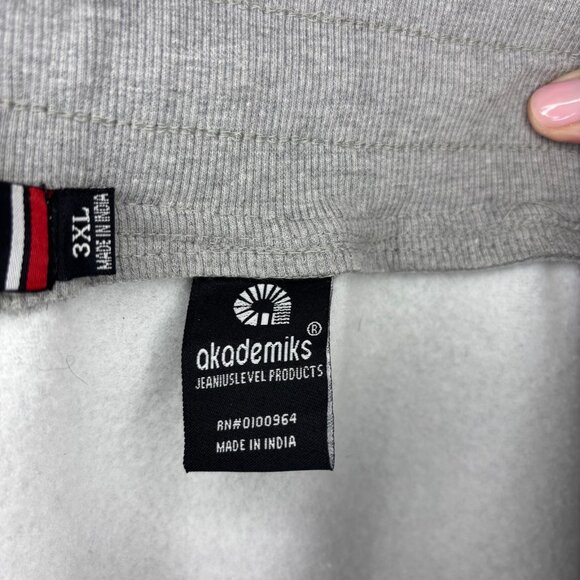 3XL
MADE IN INDIA
akademiks®
JEANIUSLEVEL PRODUCTS
RN#0100964
MADE IN INDIA